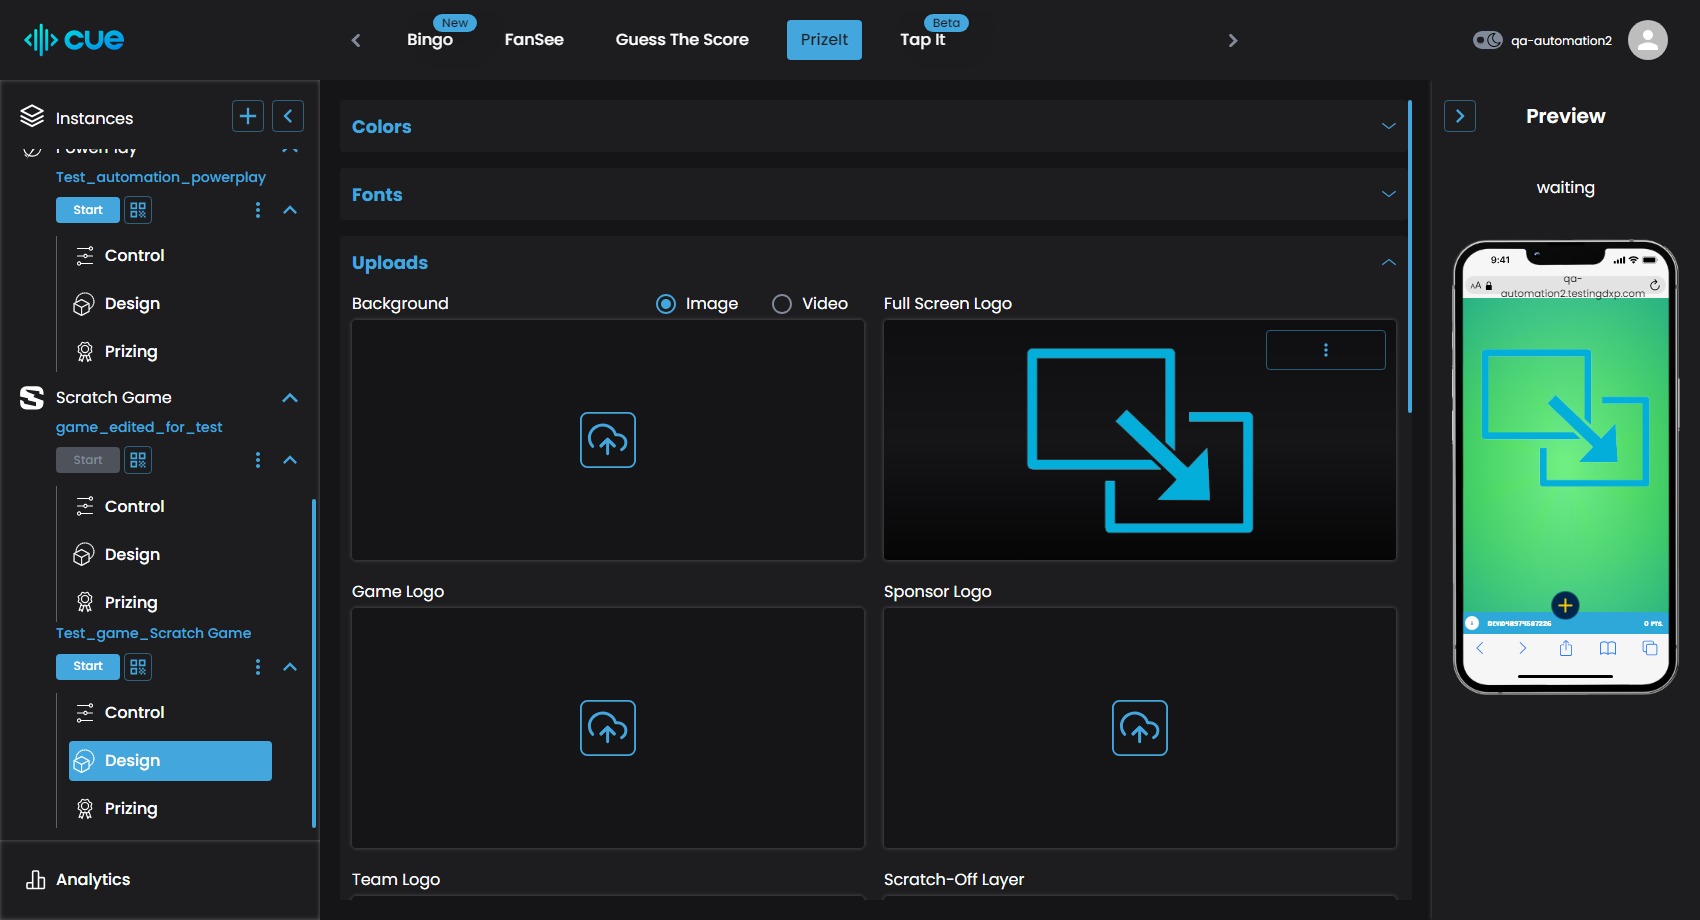 cue
New
Bingo
FanSee
Guess The Score
PrizeIt
Beta
Tap It
qa-automation2
Instances
PowerPlay
Test_automation_powerplay
Start
Control
Design
Prizing
Scratch Game
game_edited_for_test
Start
Control
Design
Prizing
Test_game_Scratch Game
Start
Control
Design
Prizing
Analytics
Colors
Fonts
Uploads
Background
Image
Video
Full Screen Logo
Game Logo
Sponsor Logo
Team Logo
Scratch-Off Layer
Preview
waiting
9:41
AA
qa-
automation2.testingdxp.com
DEVID48974587226
0 PTS.